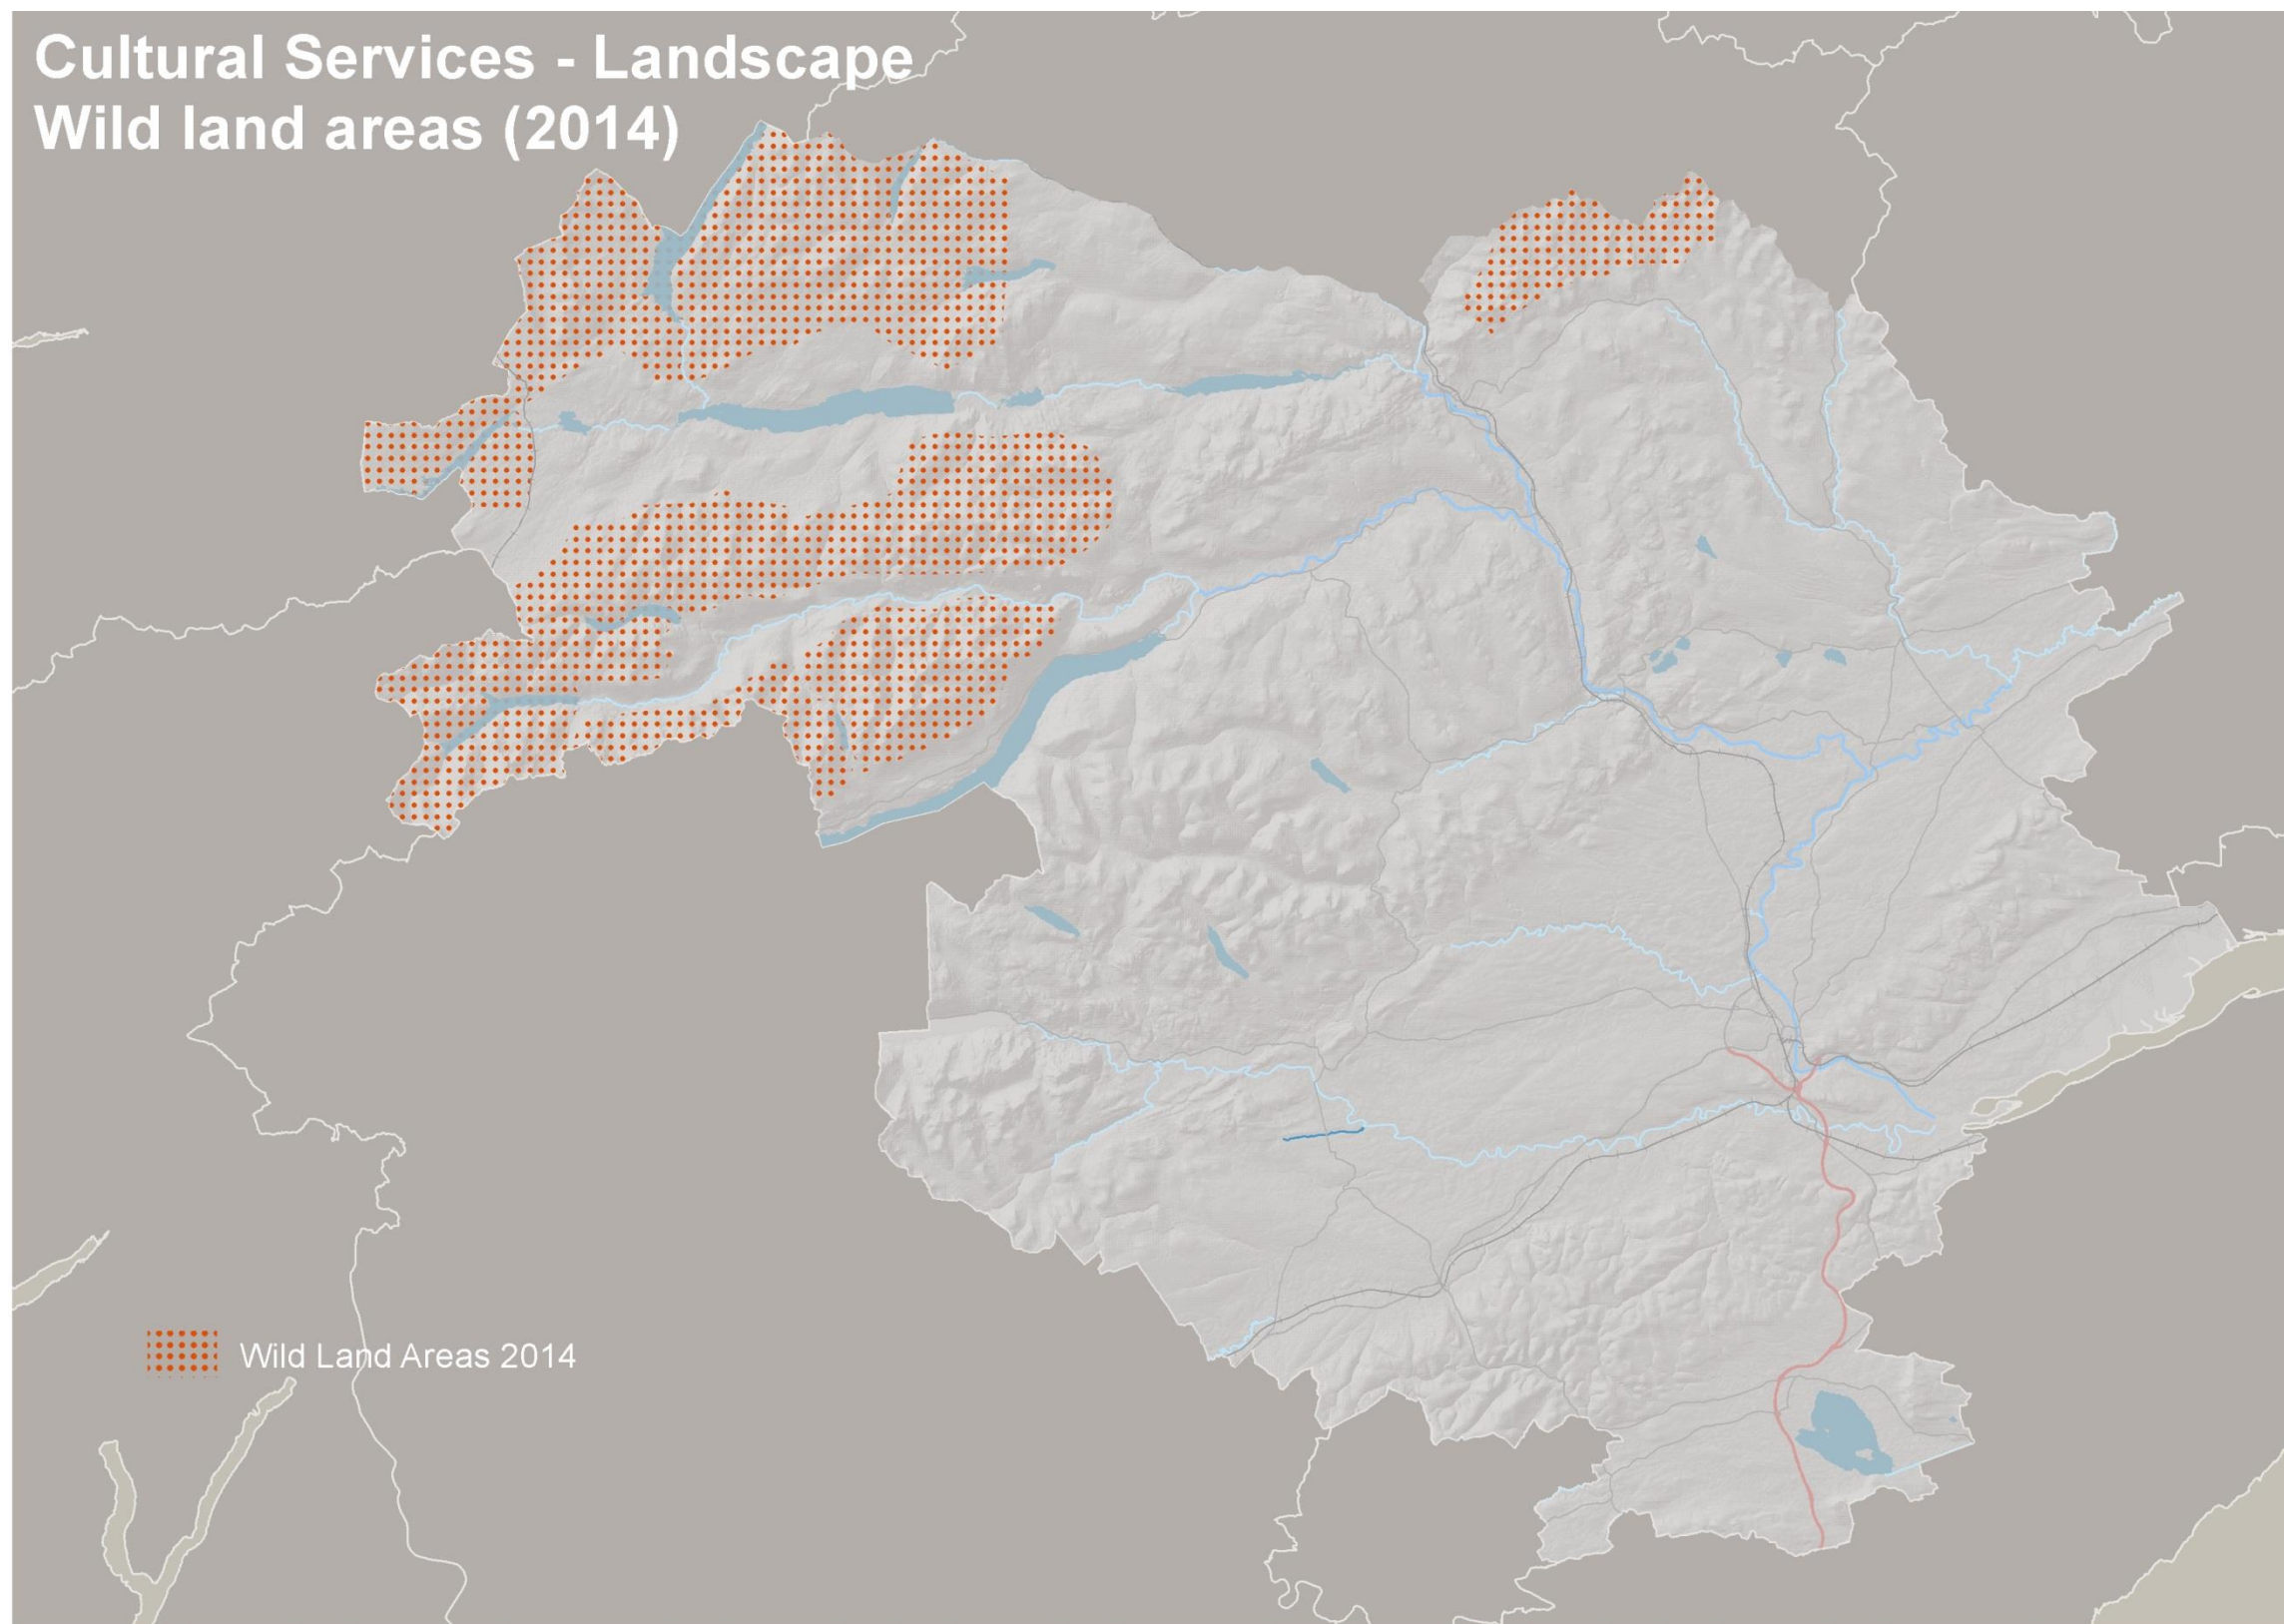 Cultural Services - Landscape
Wild land areas (2014)
Wild Land Areas 2014